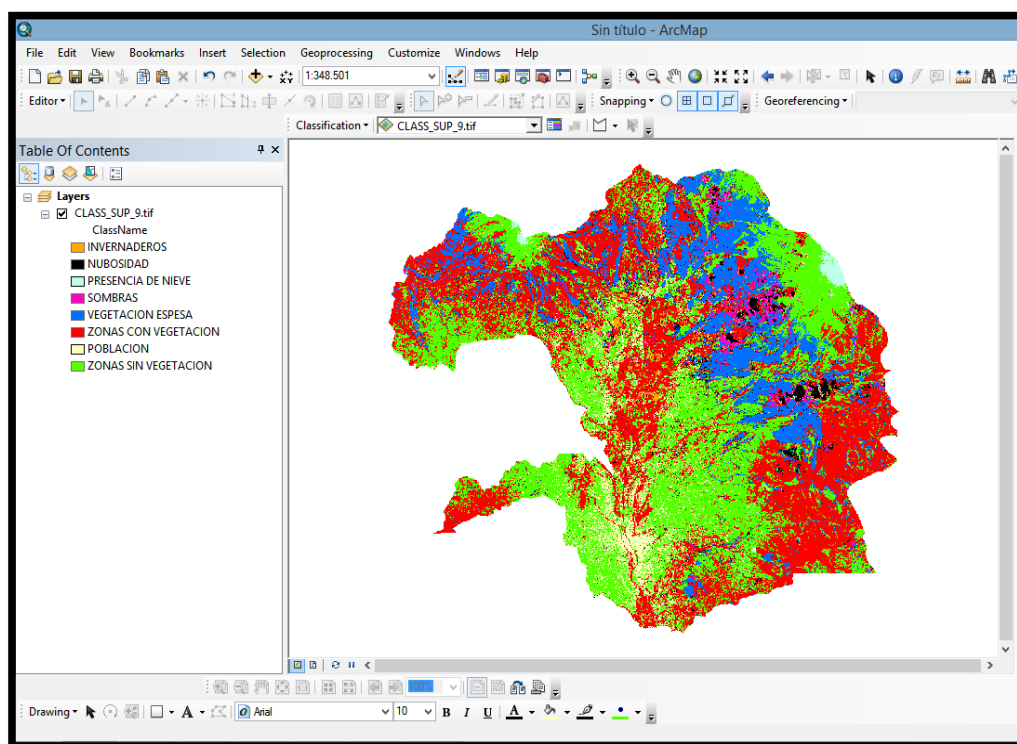 Sin título - ArcMap
File Edit View Bookmarks Insert Selection Geoprocessing Customize Windows Help
1:348.501
Editor Snapping Georeferencing
Classification CLASS_SUP_9.tif
Table Of Contents
Layers
CLASS_SUP_9.tif
ClassName
INVERNADEROS
NUBOSIDAD
PRESENCIA DE NIEVE
SOMBRAS
VEGETACION ESPESA
ZONAS CON VEGETACION
POBLACION
ZONAS SIN VEGETACION
100%
Drawing A Arial 10 B I U A